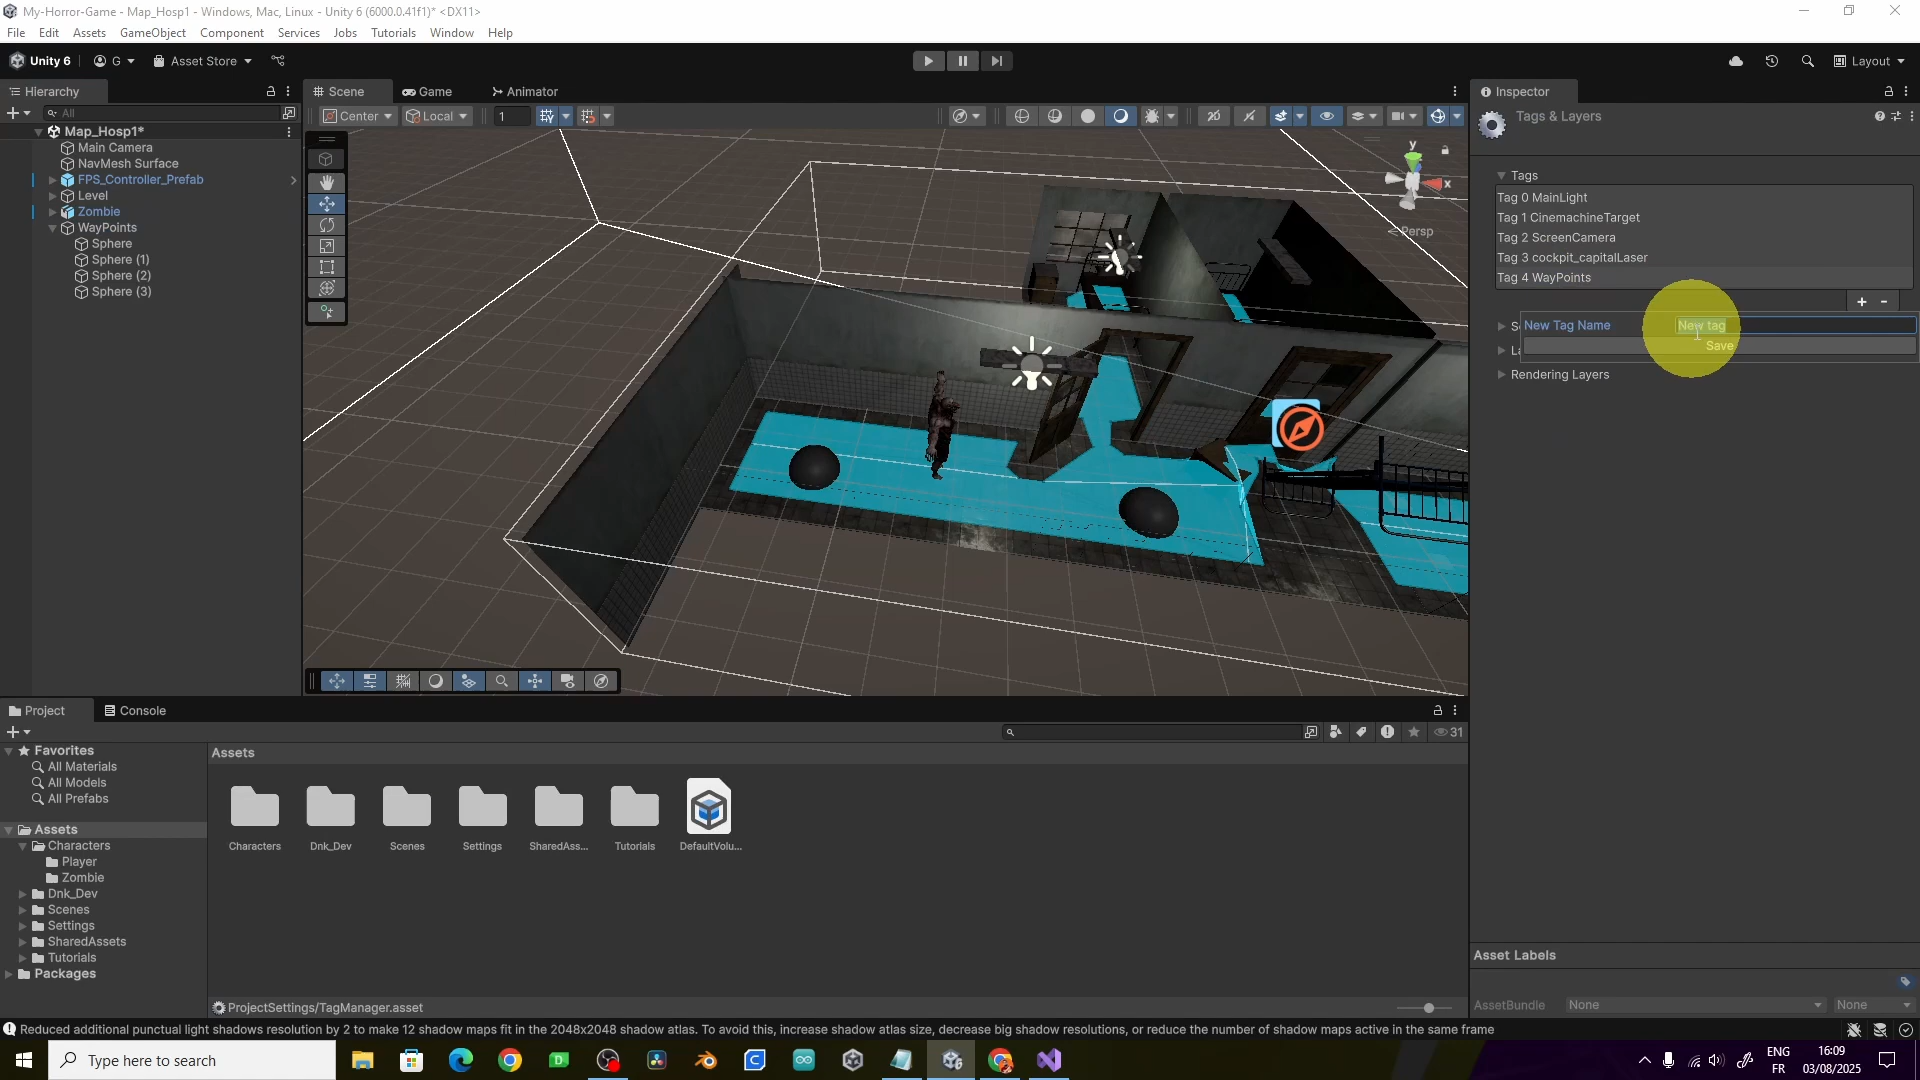 My-Horror-Game - Map_Hosp1 - Windows, Mac, Linux - Unity 6 (6000.0.41f1)* <DX11>
File Edit Assets GameObject Component Services Jobs Tutorials Window Help
Unity 6 G Asset Store Layout
Hierarchy
All
Map_Hosp1*
Main Camera
NavMesh Surface
FPS_Controller_Prefab
Level
Zombie
WayPoints
Sphere
Sphere (1)
Sphere (2)
Sphere (3)
Scene Game Animator
Center Local 1 2D
y
x
Persp
Inspector
Tags & Layers
Tags
Tag 0 MainLight
Tag 1 CinemachineTarget
Tag 2 ScreenCamera
Tag 3 cockpit_capitalLaser
Tag 4 WayPoints
New Tag Name New tag
Save
Rendering Layers
Project Console
31
Favorites
All Materials
All Models
All Prefabs
Assets
Characters
Player
Zombie
Dnk_Dev
Scenes
Settings
SharedAssets
Tutorials
Packages
Assets
Characters Dnk_Dev Scenes Settings SharedAss... Tutorials DefaultVolu...
ProjectSettings/TagManager.asset
Asset Labels
AssetBundle None None
Reduced additional punctual light shadows resolution by 2 to make 12 shadow maps fit in the 2048x2048 shadow atlas. To avoid this, increase shadow atlas size, decrease big shadow resolutions, or reduce the number of shadow maps active in the same frame
Type here to search
ENG
FR
16:09
03/08/2025